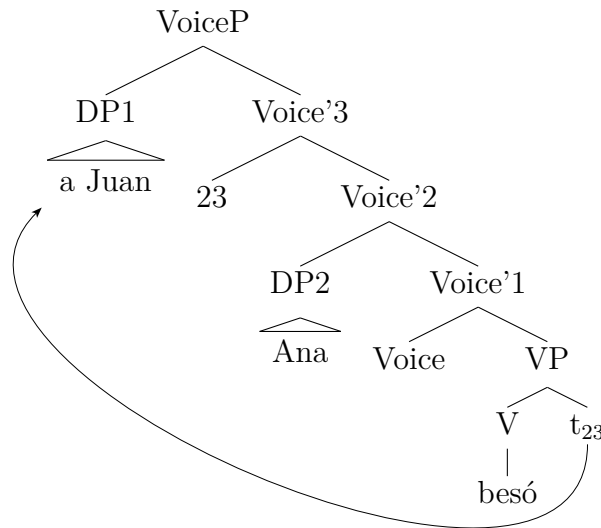 VoiceP
DP1 Voice'3
a Juan 23 Voice'2
DP2 Voice'1
Ana Voice VP
V t₂₃
besó